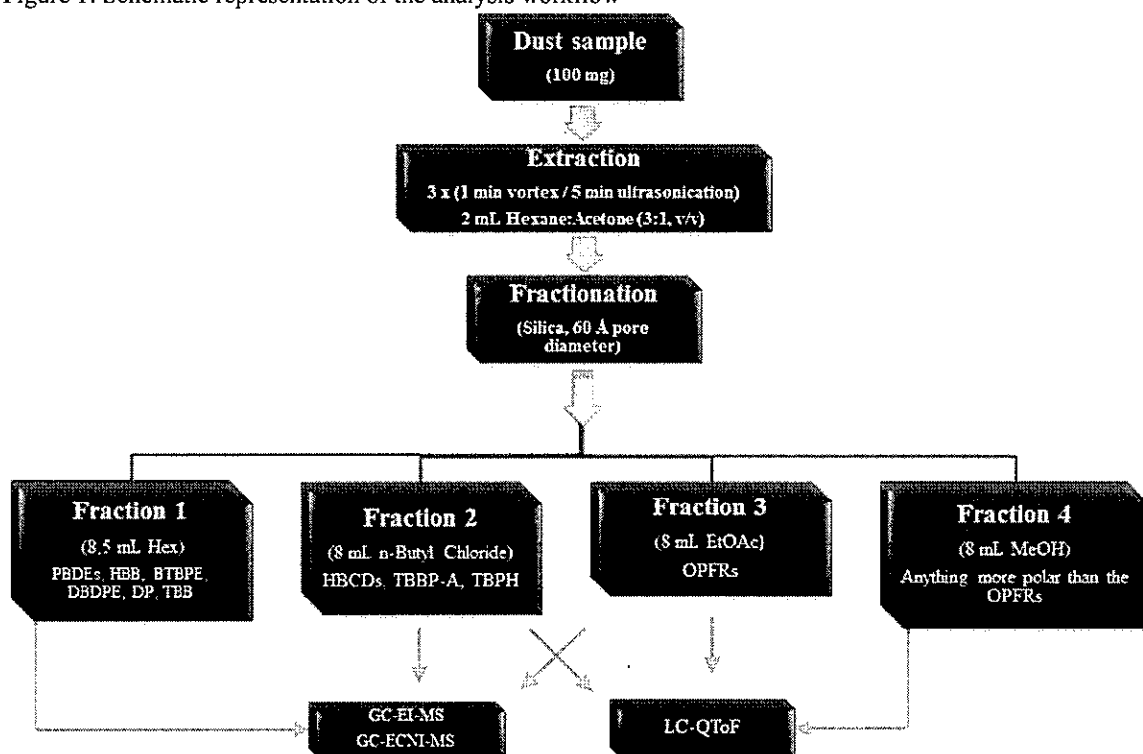 Figure 1: Schematic representation of the analysis workflow
Dust sample
(100 mg)
Extraction
3 x (1 min vortex / 5 min ultrasonication)
2 mL Hexane:Acetone (3:1, v/v)
Fractionation
(Silica, 60 Å pore
diameter)
Fraction 1
(8.5 mL Hex)
PBDEs, HBB, BTBPE,
DBDPE, DP, TBB
Fraction 2
(8 mL n-Butyl Chloride)
HBCDs, TBBP-A, TBPH
Fraction 3
(8 mL EtOAc)
OPFRs
Fraction 4
(8 mL MeOH)
Anything more polar than the
OPFRs
GC-EI-MS
GC-ECNI-MS
LC-QToF